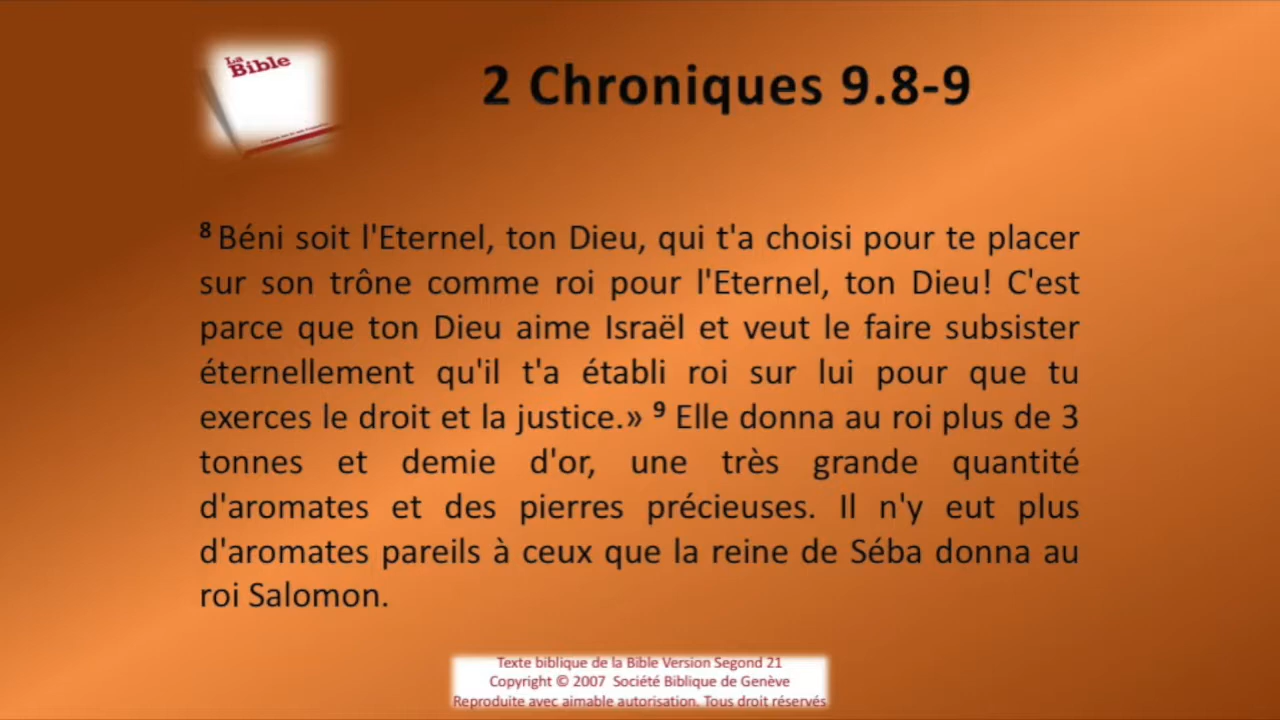 La
Bible
2 Chroniques 9.8-9
8 Béni soit l'Eternel, ton Dieu, qui t'a choisi pour te placer
sur son trône comme roi pour l'Eternel, ton Dieu! C'est
parce que ton Dieu aime Israël et veut le faire subsister
éternellement qu'il t'a établi roi sur lui pour que tu
exerces le droit et la justice.» 9 Elle donna au roi plus de 3
tonnes et demie d'or, une très grande quantité
d'aromates et des pierres précieuses. Il n'y eut plus
d'aromates pareils à ceux que la reine de Séba donna au
roi Salomon.
Texte biblique de la Bible Version Segond 21
Copyright © 2007 Société Biblique de Genève
Reproduite avec aimable autorisation. Tous droit réservés